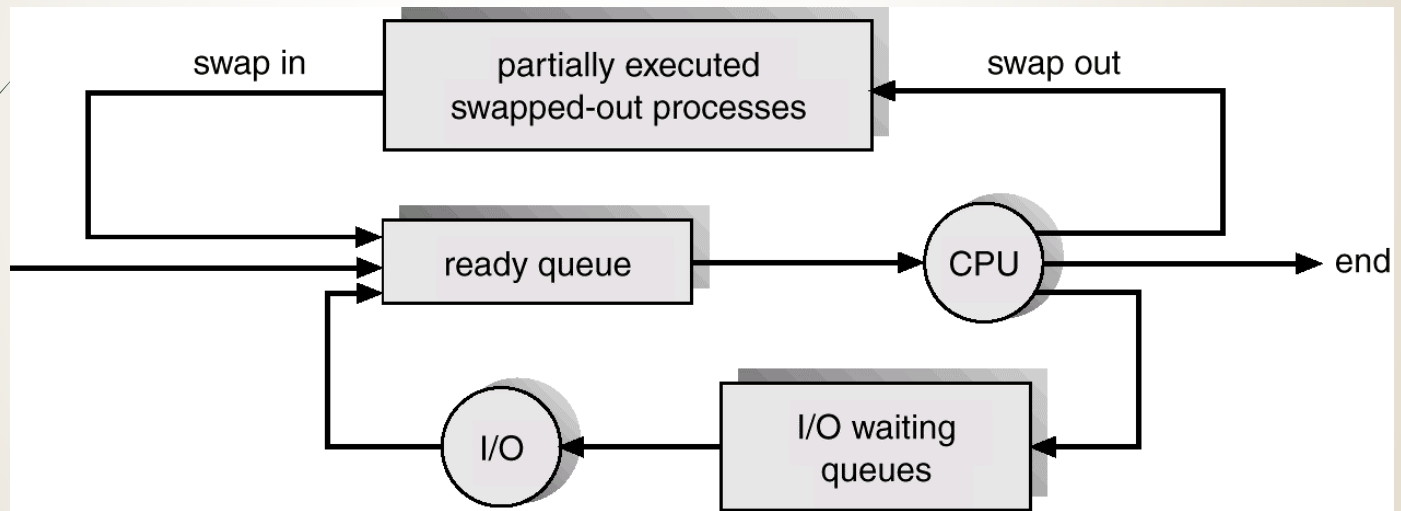 swap in
partially executed
swapped-out processes
swap out
ready queue
CPU
end
I/O
I/O waiting
queues